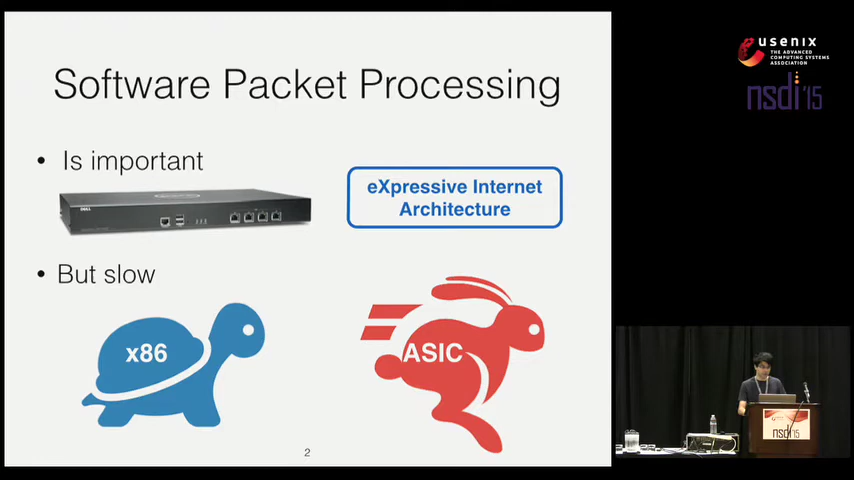 Software Packet Processing
• Is important
DELL
eXpressive Internet
Architecture
• But slow
x86
ASIC
2
usenix
THE ADVANCED
COMPUTING SYSTEMS
ASSOCIATION
nsdi'15
nsdi'15